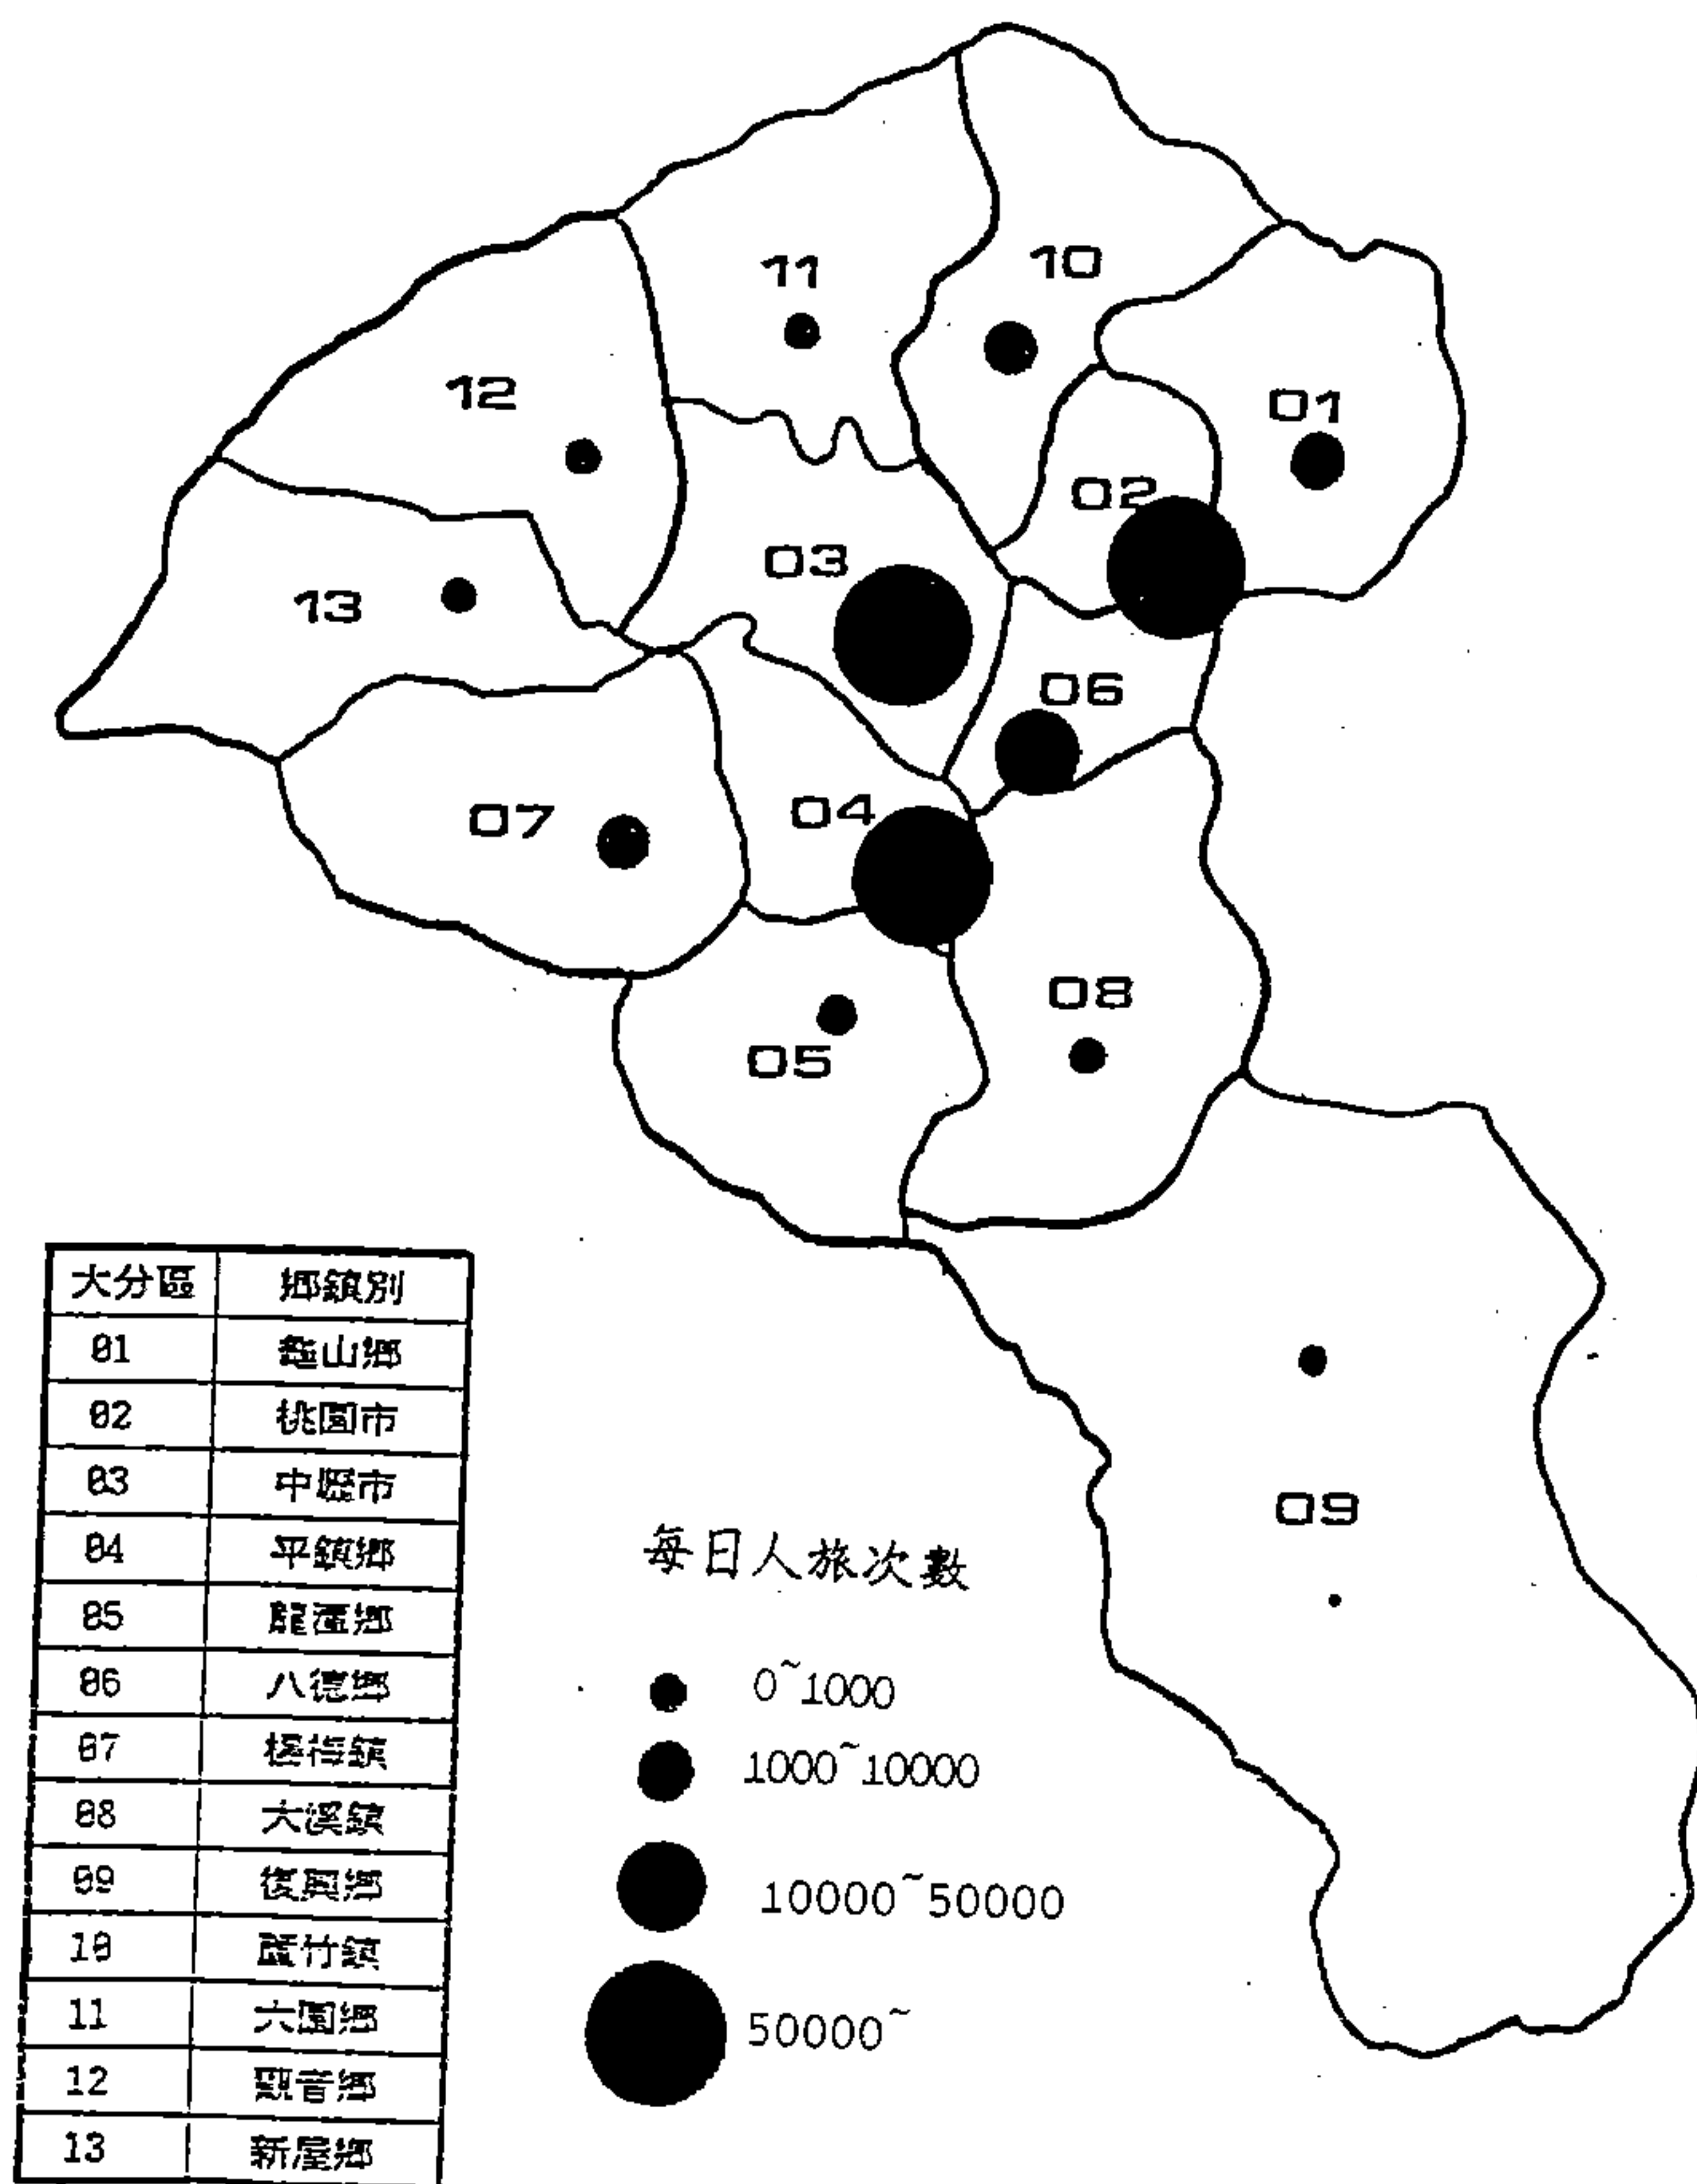 11
10
12
01
02
03
13
06
04
07
08
05
09
大分區 鄉鎮別
01 龜山鄉
02 桃園市
03 中壢市
04 平鎮鄉
05 龍潭鄉
06 八德鄉
07 楊梅鎮
08 大溪鎮
09 復興鄉
10 蘆竹鎮
11 大園鄉
12 觀音鄉
13 新屋鄉
每日人旅次數
0~1000
1000~10000
10000~50000
50000~